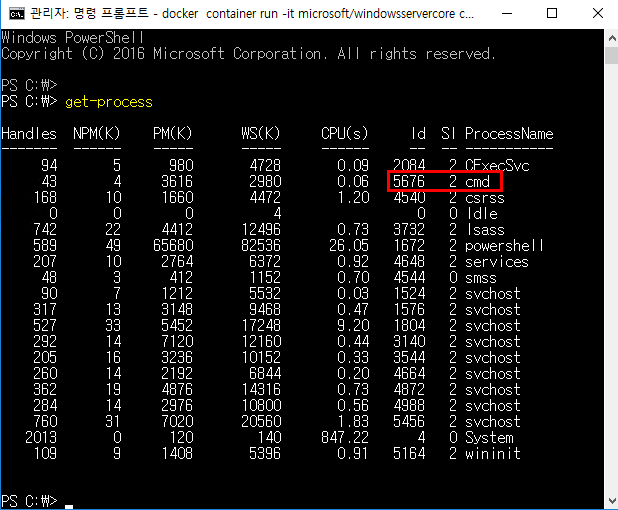 관리자: 명령 프롬프트 - docker  container run -it microsoft/windowsservercore c...
Windows PowerShell
Copyright (C) 2016 Microsoft Corporation. All rights reserved.
PS C:\>
PS C:\> get-process
Handles  NPM(K)    PM(K)      WS(K)     CPU(s)     Id  SI ProcessName
-------  ------    -----      -----     ------     --  -- -----------
94       5      980       4728       0.09   2084   2 CExecSvc
43       4     3616       2980       0.06   5676   2 cmd
168      10     1660       4472       1.20   4540   2 csrss
0       0        0          4                 0   0 Idle
742      22     4412      12496       0.73   3732   2 lsass
589      49    65680      82536      26.05   1672   2 powershell
207      10     2764       6372       0.92   4648   2 services
48       3      412       1152       0.70   4544   0 smss
90       7     1212       5532       0.03   1524   2 svchost
317      13     3148       9468       0.47   1576   2 svchost
527      33     5452      17248       9.20   1804   2 svchost
292      14     7120      12160       0.44   3140   2 svchost
205      16     3236      10152       0.33   3544   2 svchost
260      14     2192       6844       0.20   4664   2 svchost
362      19     4876      14316       0.73   4872   2 svchost
284      14     2976      10800       0.56   4988   2 svchost
760      31     7020      20560       1.83   5456   2 svchost
2013       0      120        140     847.22      4   0 System
109       9     1408       5396       0.91   5164   2 wininit
PS C:\>